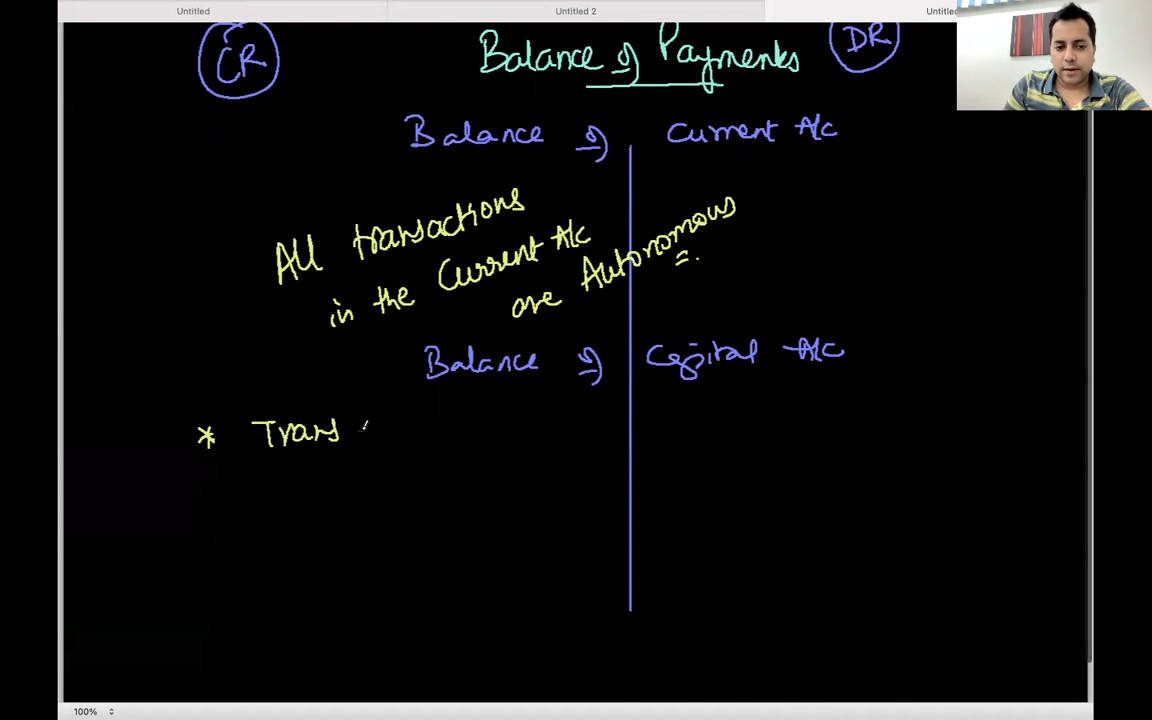 Untitled
Untitled 2
Untitled
CR
Balance of Payments
DR
Balance of Current A/c
All transactions
in the Current A/c
are Autonomous
Balance of Capital A/c
* Trans
100%